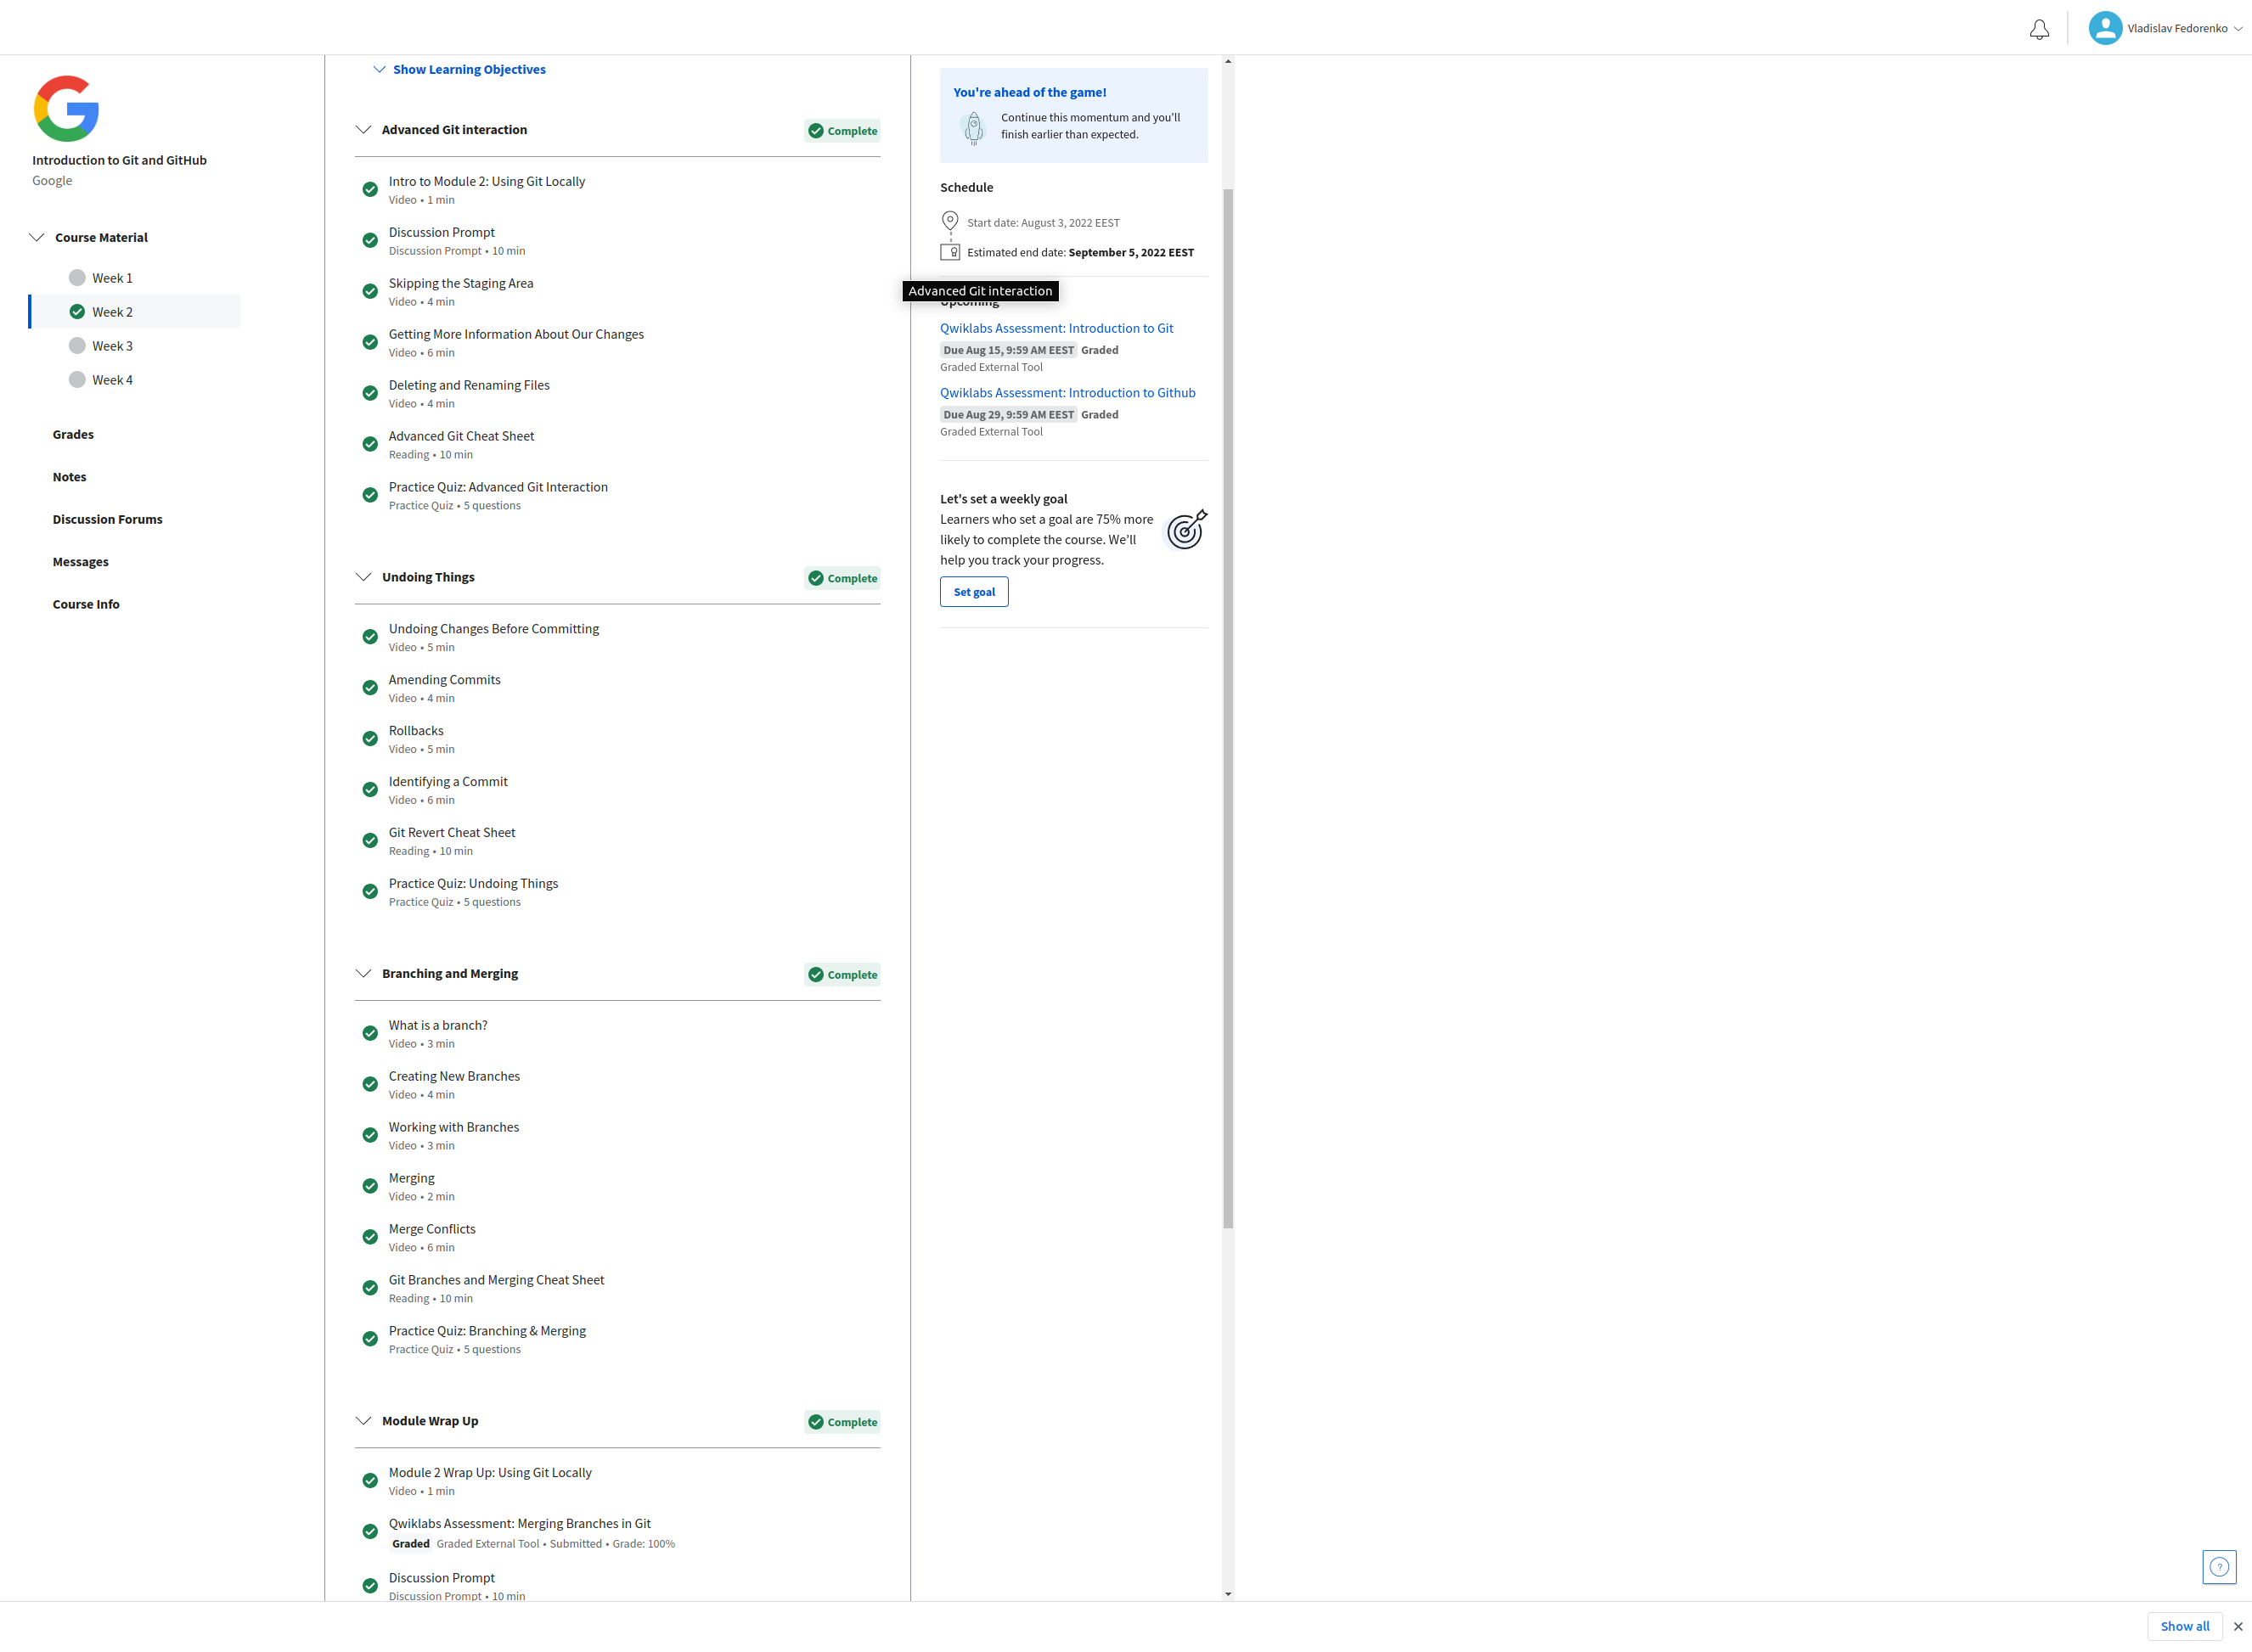 Vladislav Fedorenko
Introduction to Git and GitHub
Google
Course Material
Week 1
Week 2
Week 3
Week 4
Grades
Notes
Discussion Forums
Messages
Course Info
Show Learning Objectives
Advanced Git interaction
Complete
Intro to Module 2: Using Git Locally
Video • 1 min
Discussion Prompt
Discussion Prompt • 10 min
Skipping the Staging Area
Video • 4 min
Getting More Information About Our Changes
Video • 6 min
Deleting and Renaming Files
Video • 4 min
Advanced Git Cheat Sheet
Reading • 10 min
Practice Quiz: Advanced Git Interaction
Practice Quiz • 5 questions
Undoing Things
Complete
Undoing Changes Before Committing
Video • 5 min
Amending Commits
Video • 4 min
Rollbacks
Video • 5 min
Identifying a Commit
Video • 6 min
Git Revert Cheat Sheet
Reading • 10 min
Practice Quiz: Undoing Things
Practice Quiz • 5 questions
Branching and Merging
Complete
What is a branch?
Video • 3 min
Creating New Branches
Video • 4 min
Working with Branches
Video • 3 min
Merging
Video • 2 min
Merge Conflicts
Video • 6 min
Git Branches and Merging Cheat Sheet
Reading • 10 min
Practice Quiz: Branching & Merging
Practice Quiz • 5 questions
Module Wrap Up
Complete
Module 2 Wrap Up: Using Git Locally
Video • 1 min
Qwiklabs Assessment: Merging Branches in Git
Graded Graded External Tool • Submitted • Grade: 100%
Discussion Prompt
Discussion Prompt • 10 min
You're ahead of the game!
Continue this momentum and you'll
finish earlier than expected.
Schedule
Start date: August 3, 2022 EEST
Estimated end date: September 5, 2022 EEST
Advanced Git interaction
Upcoming
Qwiklabs Assessment: Introduction to Git
Due Aug 15, 9:59 AM EEST Graded
Graded External Tool
Qwiklabs Assessment: Introduction to Github
Due Aug 29, 9:59 AM EEST Graded
Graded External Tool
Let's set a weekly goal
Learners who set a goal are 75% more
likely to complete the course. We'll
help you track your progress.
Set goal
Show all